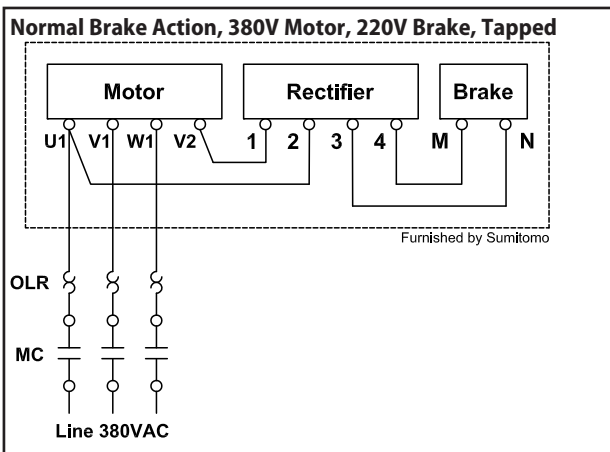 Normal Brake Action, 380V Motor, 220V Brake, Tapped
Motor Rectifier Brake
U1 V1 W1 V2 1 2 3 4 M N
Furnished by Sumitomo
OLR
MC
Line 380VAC